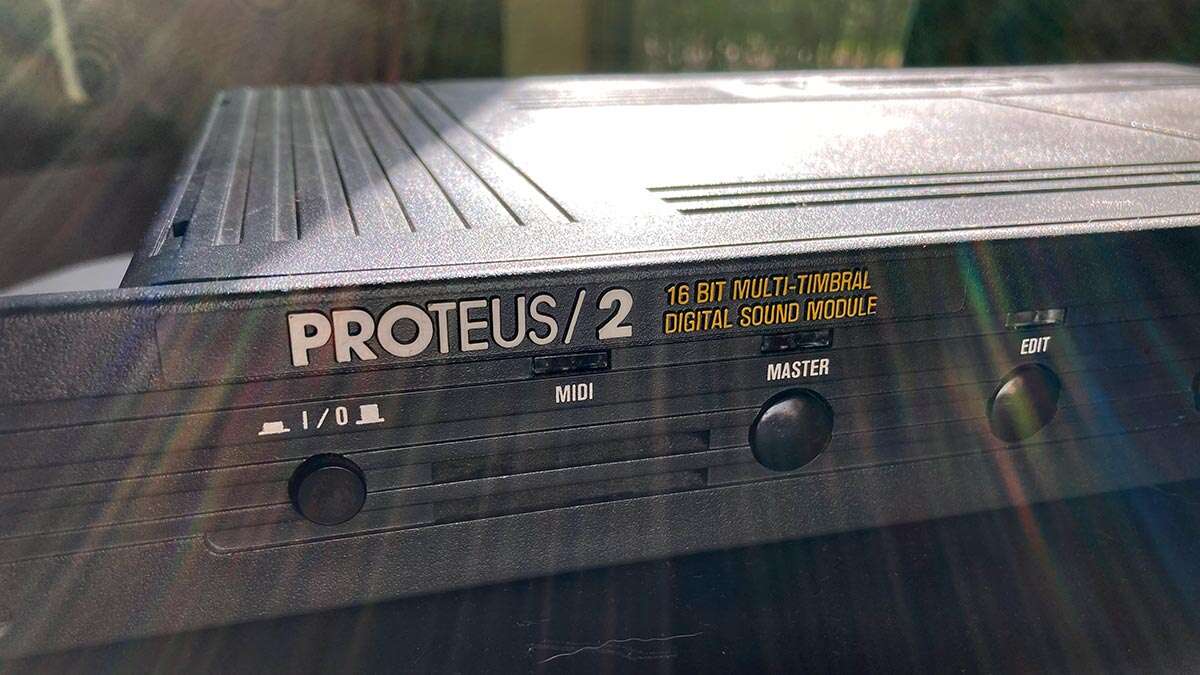 PROTEUS/2
16 BIT MULTI-TIMBRAL
DIGITAL SOUND MODULE
MIDI
MASTER
EDIT
I/O